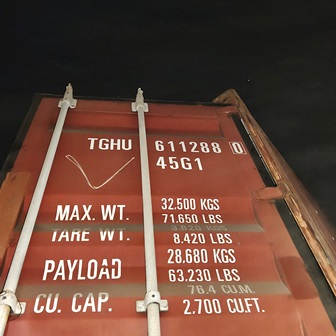 TGHU 611288 0
45G1
MAX. WT. 32.500 KGS
71.650 LBS
TARE WT. 3.820 KGS
8.420 LBS
PAYLOAD 28.680 KGS
63.230 LBS
76.4 CU.M.
CU. CAP. 2.700 CU.FT.